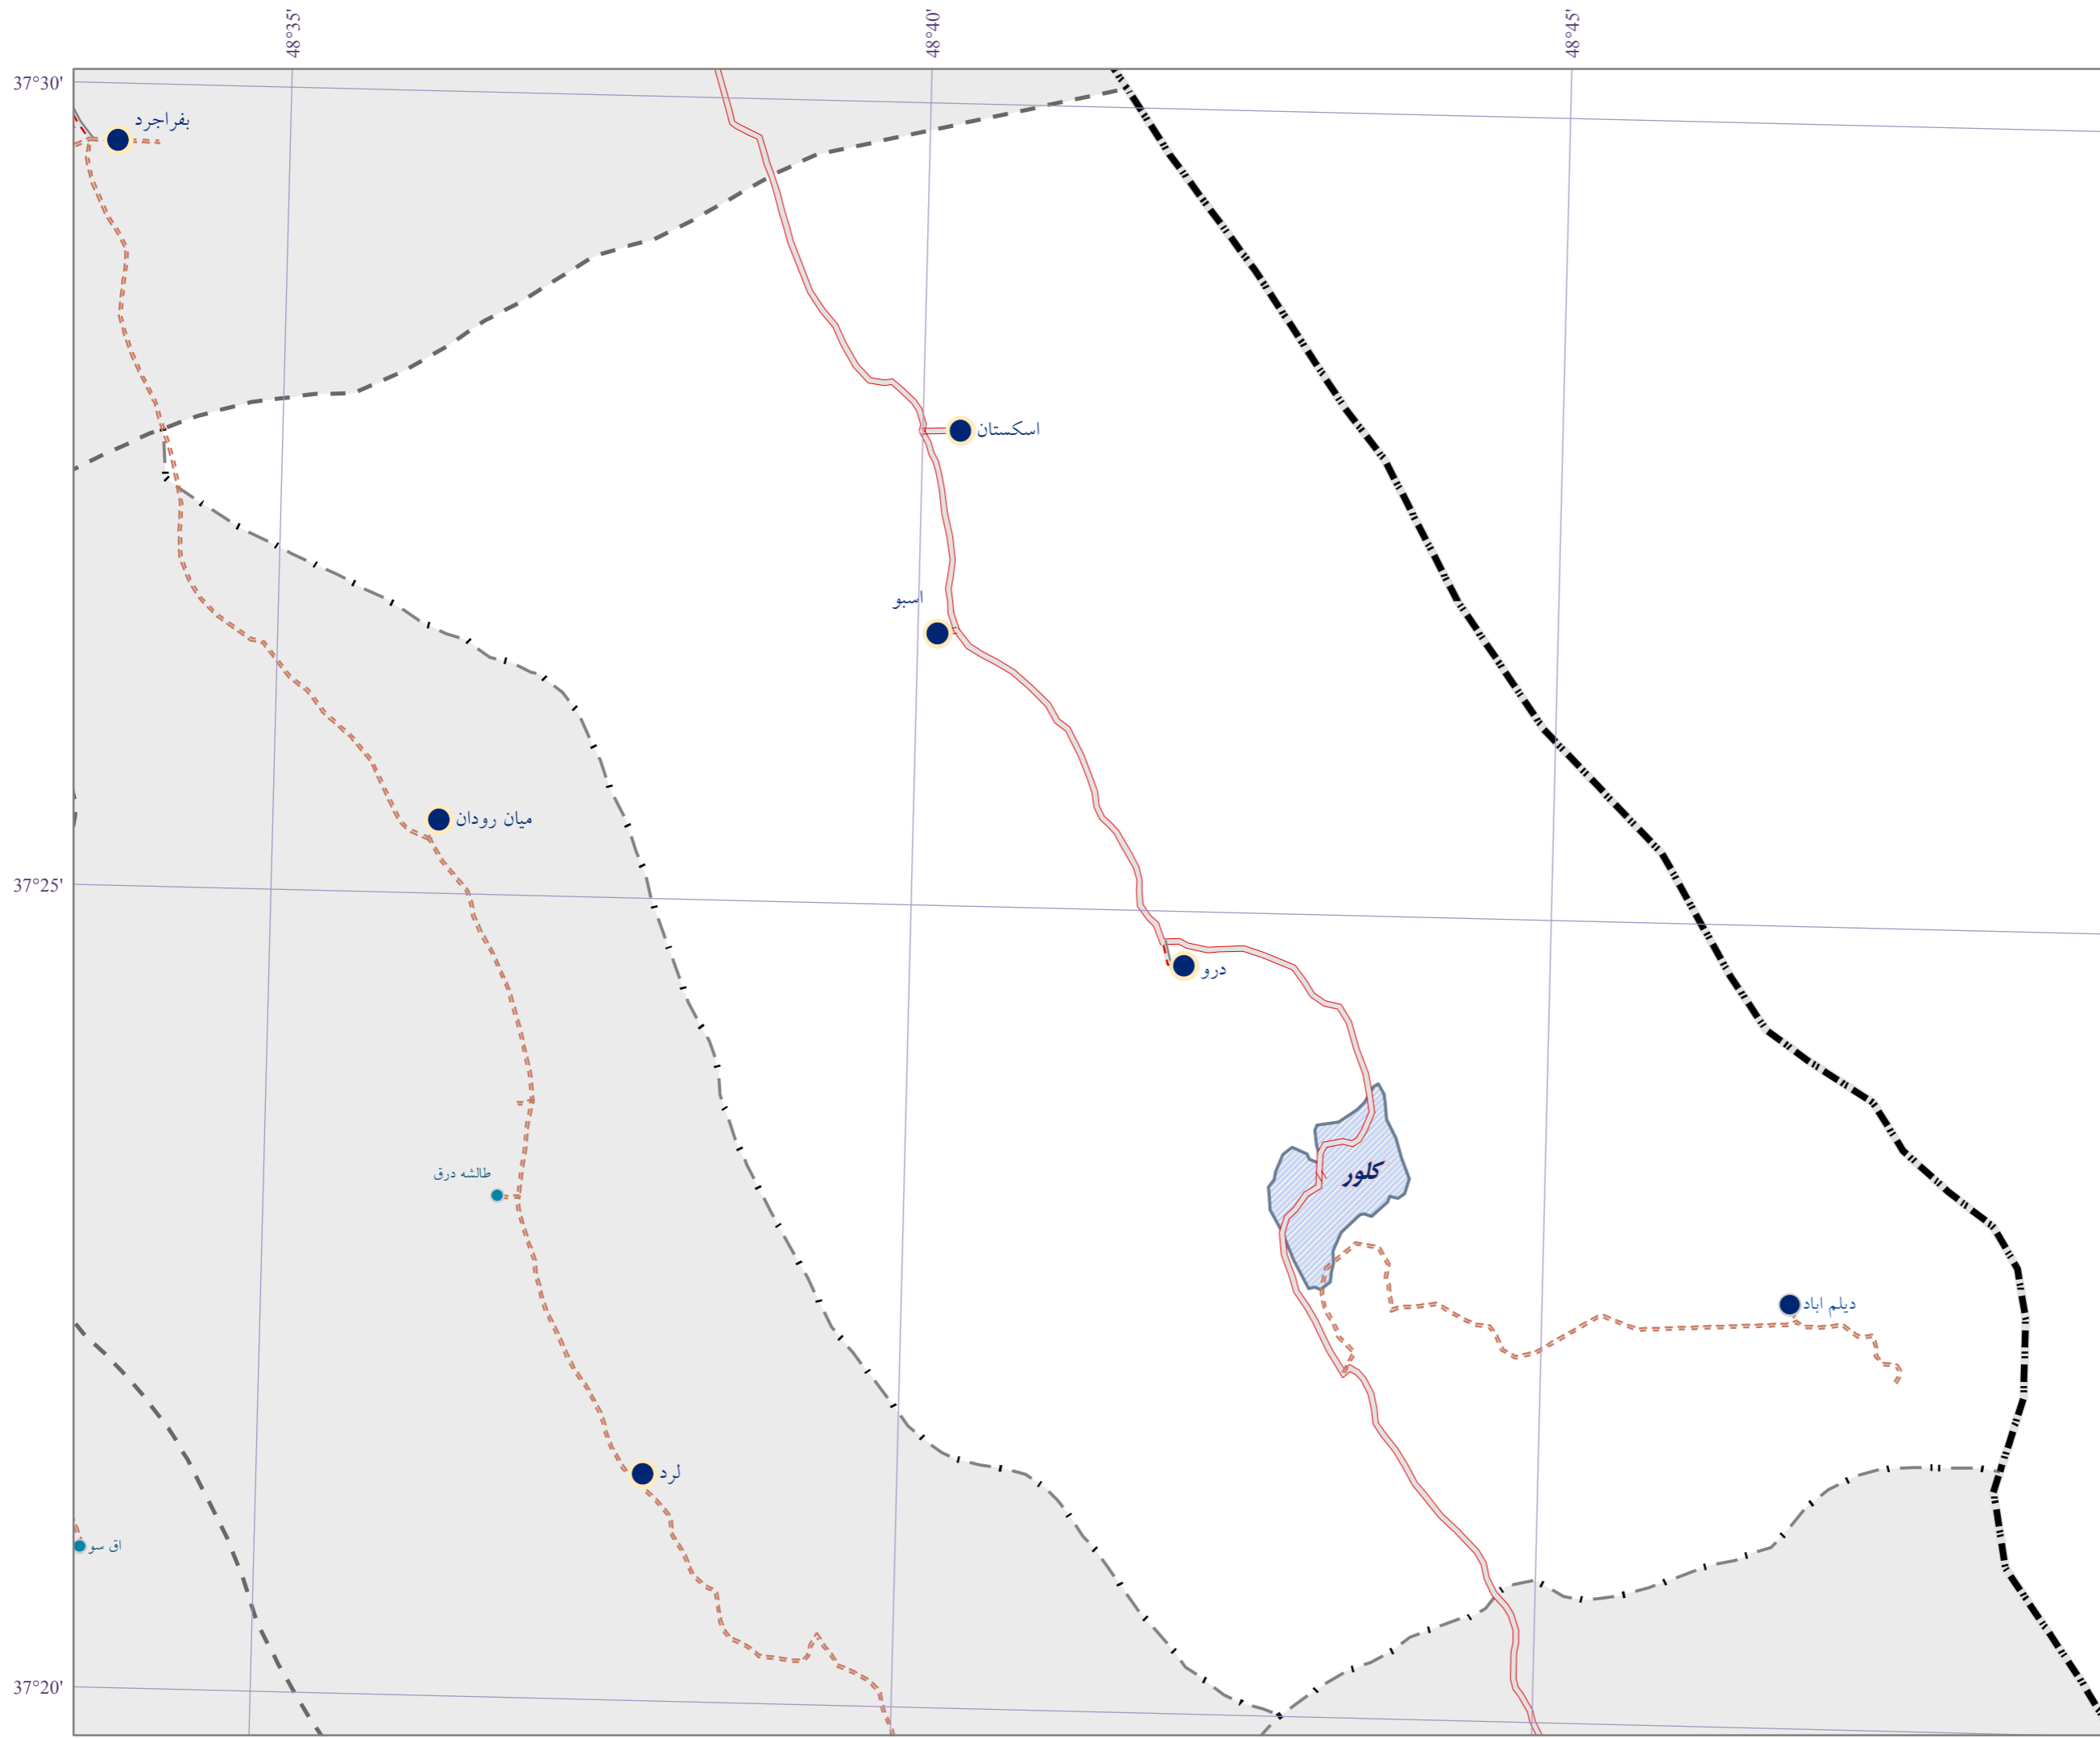 48°35'
48°40'
48°45'
37°30'
بفراجرد
اسکستان
اسبو
میان رودان
37°25'
درو
کلور
طالشه درق
دیلم اباد
لرد
اق سو
37°20'